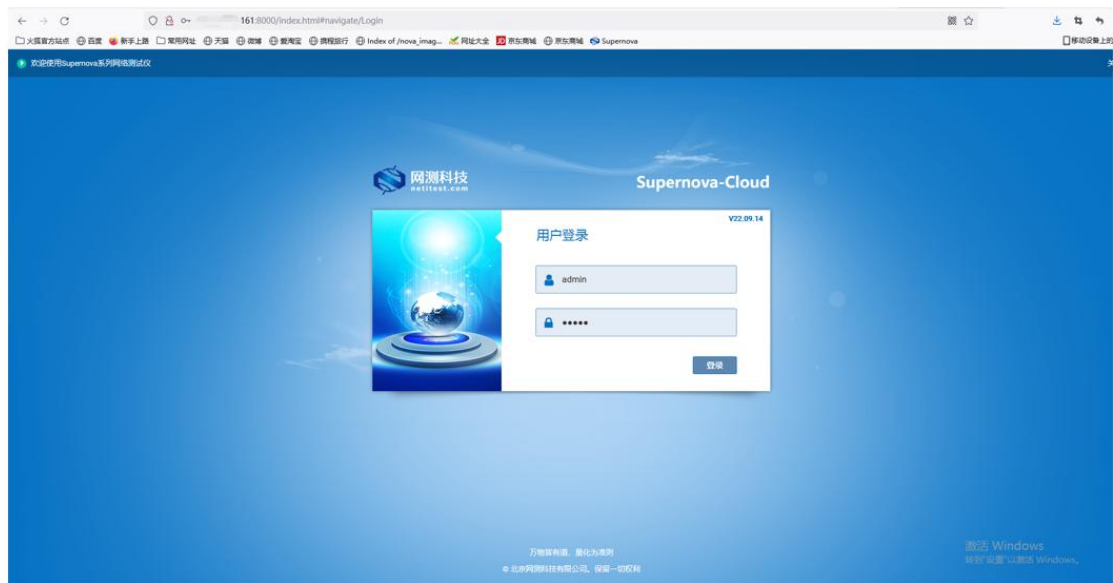 161:8000/index.html#navigate/Login
火狐官方站点 百度 新手上路 常用网址 天猫 微博 爱淘宝 携程旅行 Index of /nova_imag... 网址大全 JD 京东商城 京东商城 Supernova 移动设备上的
欢迎使用Supernova系列网络测试仪
网测科技
netitest.com
Supernova-Cloud
V22.09.14
用户登录
admin
•••••
登录
万物皆有道，量化为准则
© 北京网测科技有限公司，保留一切权利
激活 Windows
转到"设置"以激活 Windows。